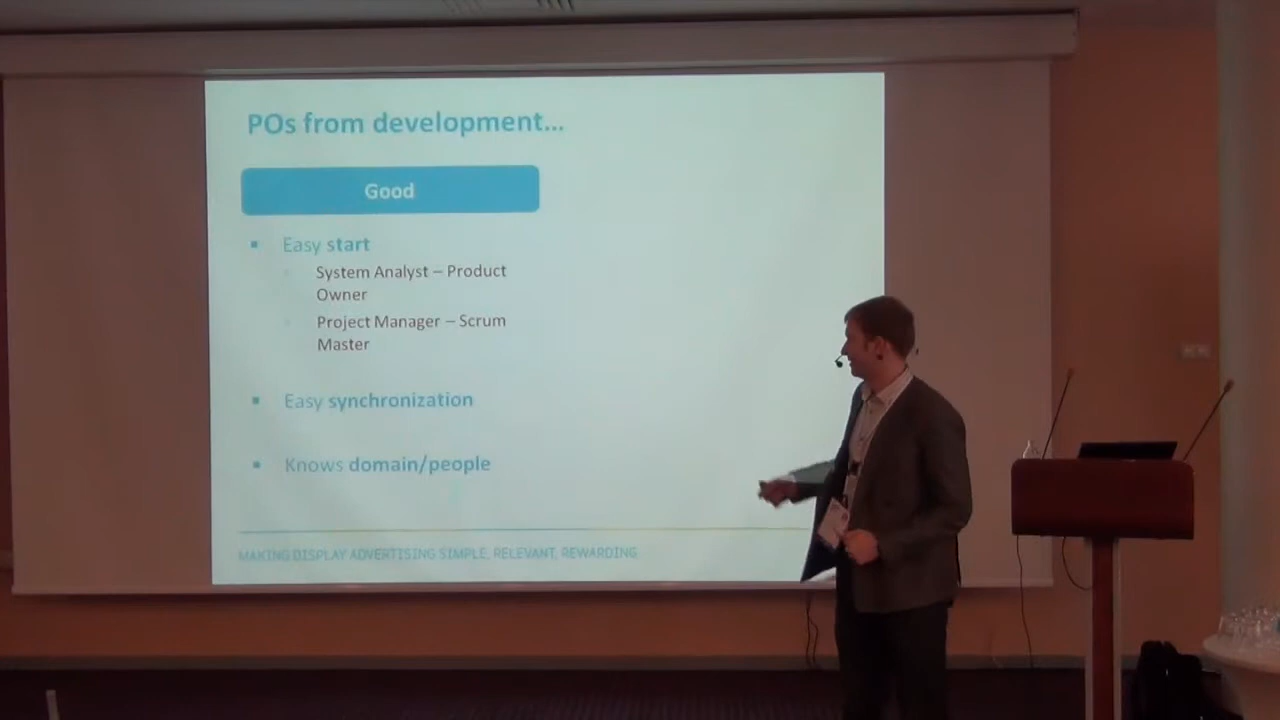 POs from development...
Good
Easy start
System Analyst – Product
Owner
Project Manager – Scrum
Master
Easy synchronization
Knows domain/people
MAKING DISPLAY ADVERTISING SIMPLE, RELEVANT, REWARDING